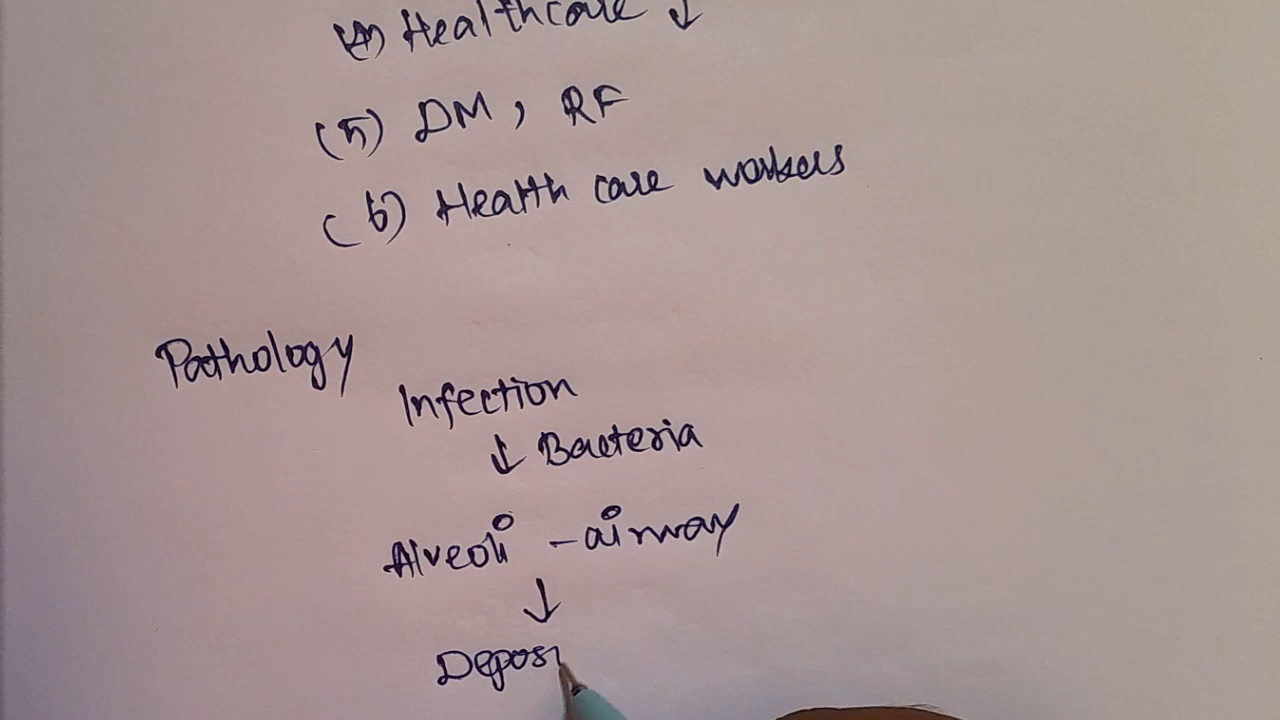 (4) Healthcare ↓
(5) DM, RF
(6) Health care workers
Pathology
Infection
↓ Bacteria
Alveoli - airway
↓
Deposi